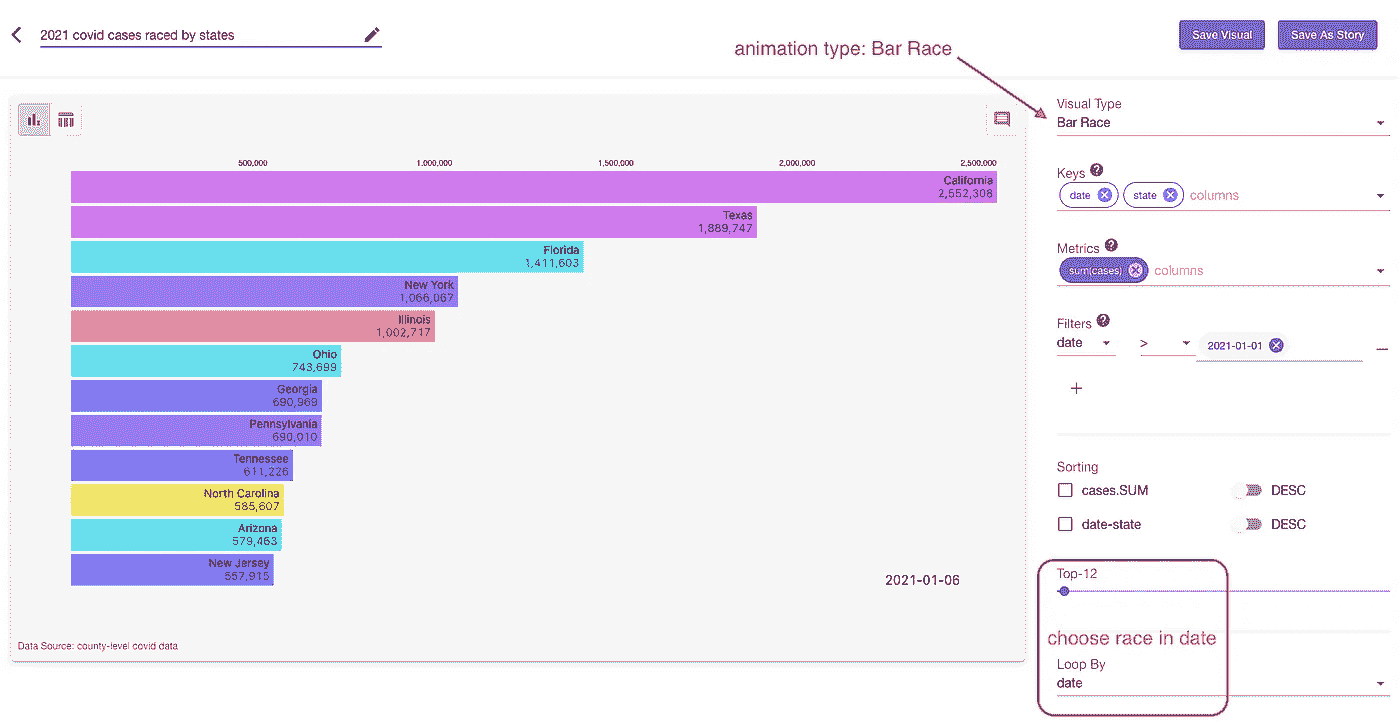 2021 covid cases raced by states
animation type: Bar Race
Save Visual
Save As Story
500,000
1,000,000
1,500,000
2,000,000
2,500,000
California
2,552,308
Texas
1,889,747
Florida
1,411,603
New York
1,066,067
Illinois
1,002,717
Ohio
743,699
Georgia
690,969
Pennsylvania
690,010
Tennessee
611,226
North Carolina
585,607
Arizona
579,463
New Jersey
557,915
2021-01-06
Data Source: county-level covid data
Visual Type
Bar Race
Keys ?
date state columns
Metrics ?
sum(cases) columns
Filters ?
date > 2021-01-01
Sorting
cases.SUM DESC
date-state DESC
Top-12
choose race in date
Loop By
date